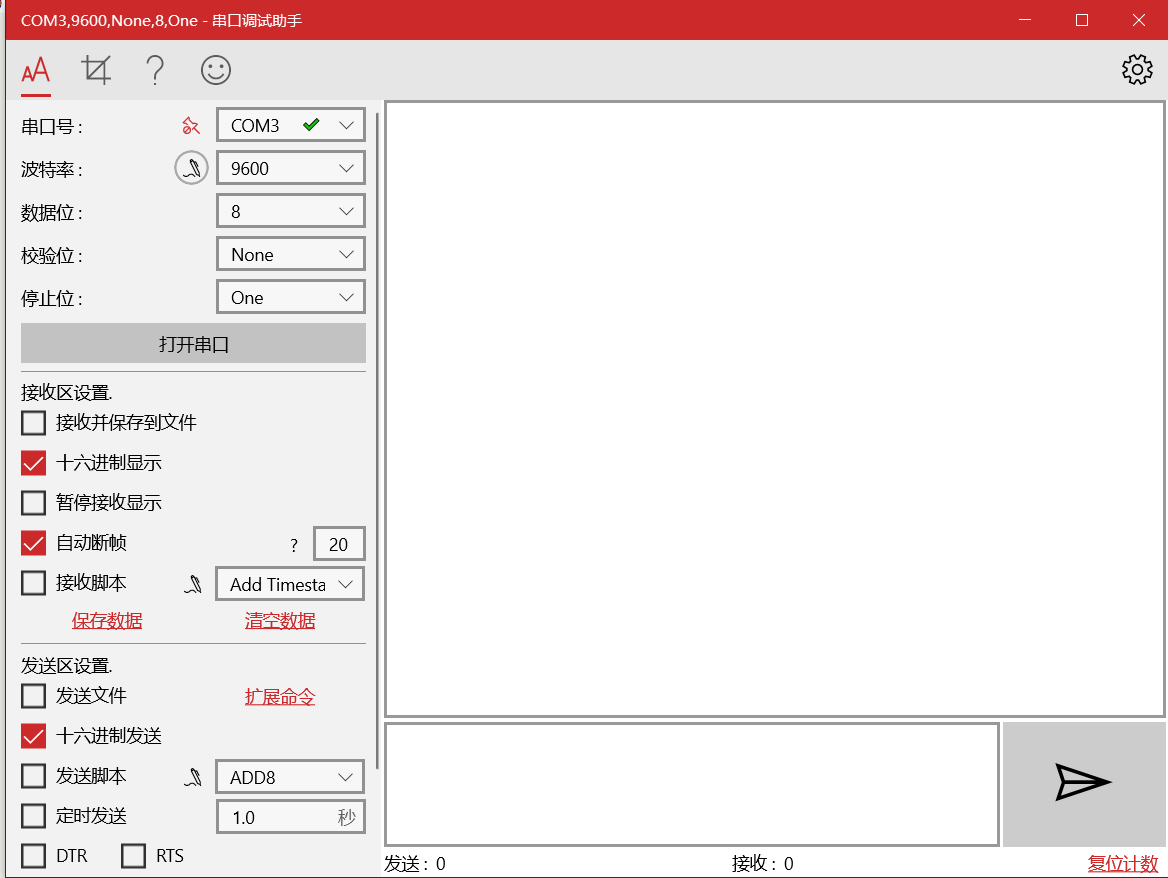 COM3,9600,None,8,One - 串口调试助手
AA
串口号 : COM3
波特率 : 9600
数据位 : 8
校验位 : None
停止位 : One
打开串口
接收区设置.
接收并保存到文件
十六进制显示
暂停接收显示
自动断帧 ? 20
接收脚本 Add Timesta
保存数据 清空数据
发送区设置.
发送文件 扩展命令
十六进制发送
发送脚本 ADD8
定时发送 1.0 秒
DTR RTS
发送 : 0 接收 : 0 复位计数